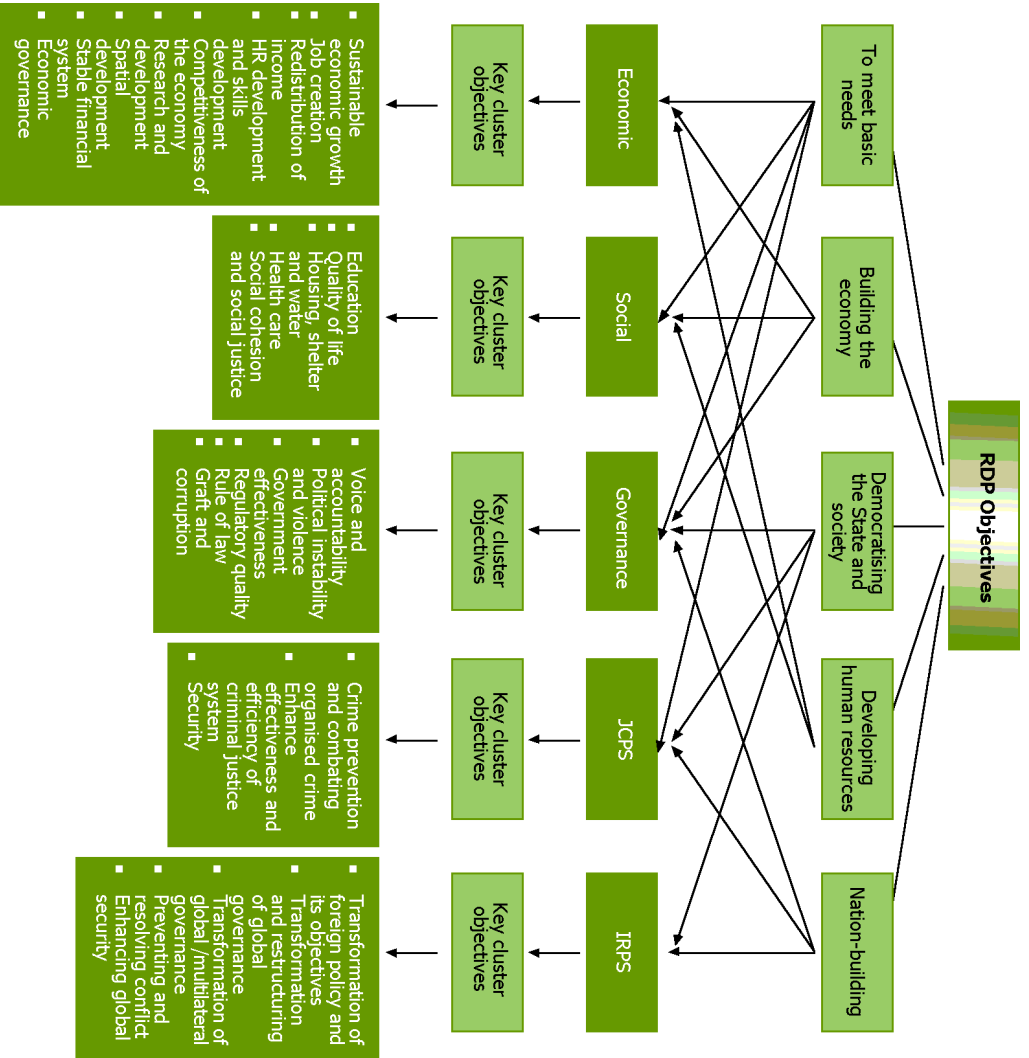 RDP Objectives
To meet basic
needs
Building the
economy
Democratising
the State and
society
Developing
human resources
Nation-building
Economic
Social
Governance
JCPS
IRPS
Key cluster
objectives
Key cluster
objectives
Key cluster
objectives
Key cluster
objectives
Key cluster
objectives
Sustainable
economic growth
Job creation
Redistribution of
income
HR development
and skills
development
Competitiveness of
the economy
Research and
development
Spatial
development
Stable financial
system
Economic
governance
Education
Quality of life
Housing, shelter
and water
Health care
Social cohesion
and social justice
Voice and
accountability
Political instability
and violence
Government
effectiveness
Regulatory quality
Rule of law
Graft and
corruption
Crime prevention
and combating
organised crime
Enhance
effectiveness and
efficiency of
criminal justice
system
Security
Transformation of
foreign policy and
its objectives
Transformation
and restructuring
of global
governance
Transformation of
global /multilateral
governance
Preventing and
resolving conflict
Enhancing global
security